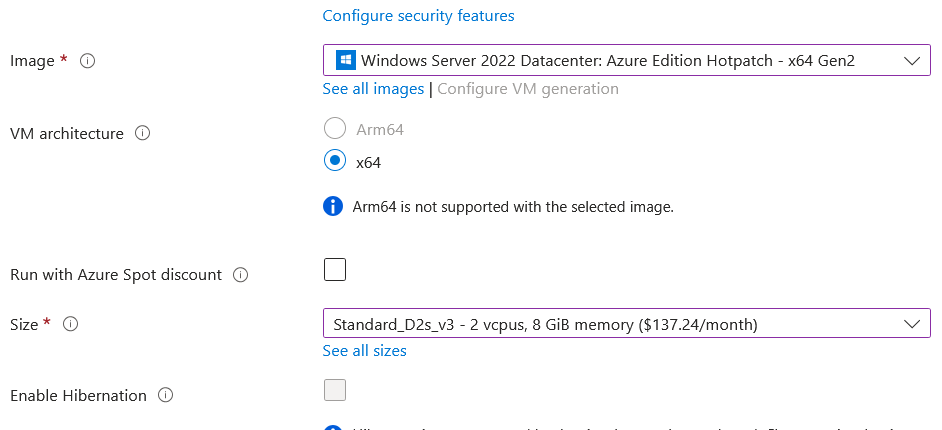 Configure security features
Image *
Windows Server 2022 Datacenter: Azure Edition Hotpatch - x64 Gen2
See all images | Configure VM generation
VM architecture
Arm64
x64
Arm64 is not supported with the selected image.
Run with Azure Spot discount
Size *
Standard_D2s_v3 - 2 vcpus, 8 GiB memory ($137.24/month)
See all sizes
Enable Hibernation